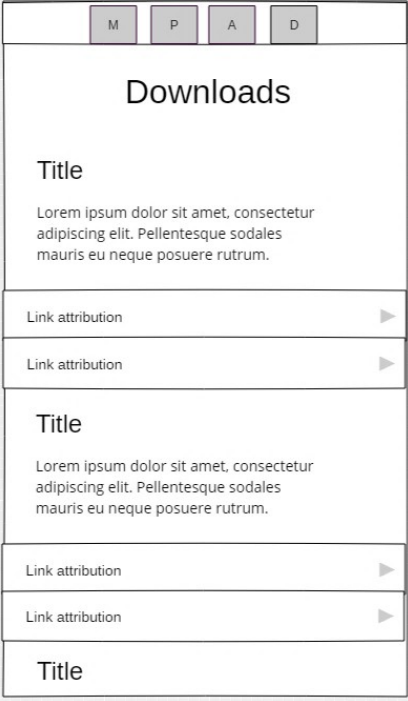 M P A D
Downloads
Title
Lorem ipsum dolor sit amet, consectetur
adipiscing elit. Pellentesque sodales
mauris eu neque posuere rutrum.
Link attribution
Link attribution
Title
Lorem ipsum dolor sit amet, consectetur
adipiscing elit. Pellentesque sodales
mauris eu neque posuere rutrum.
Link attribution
Link attribution
Title